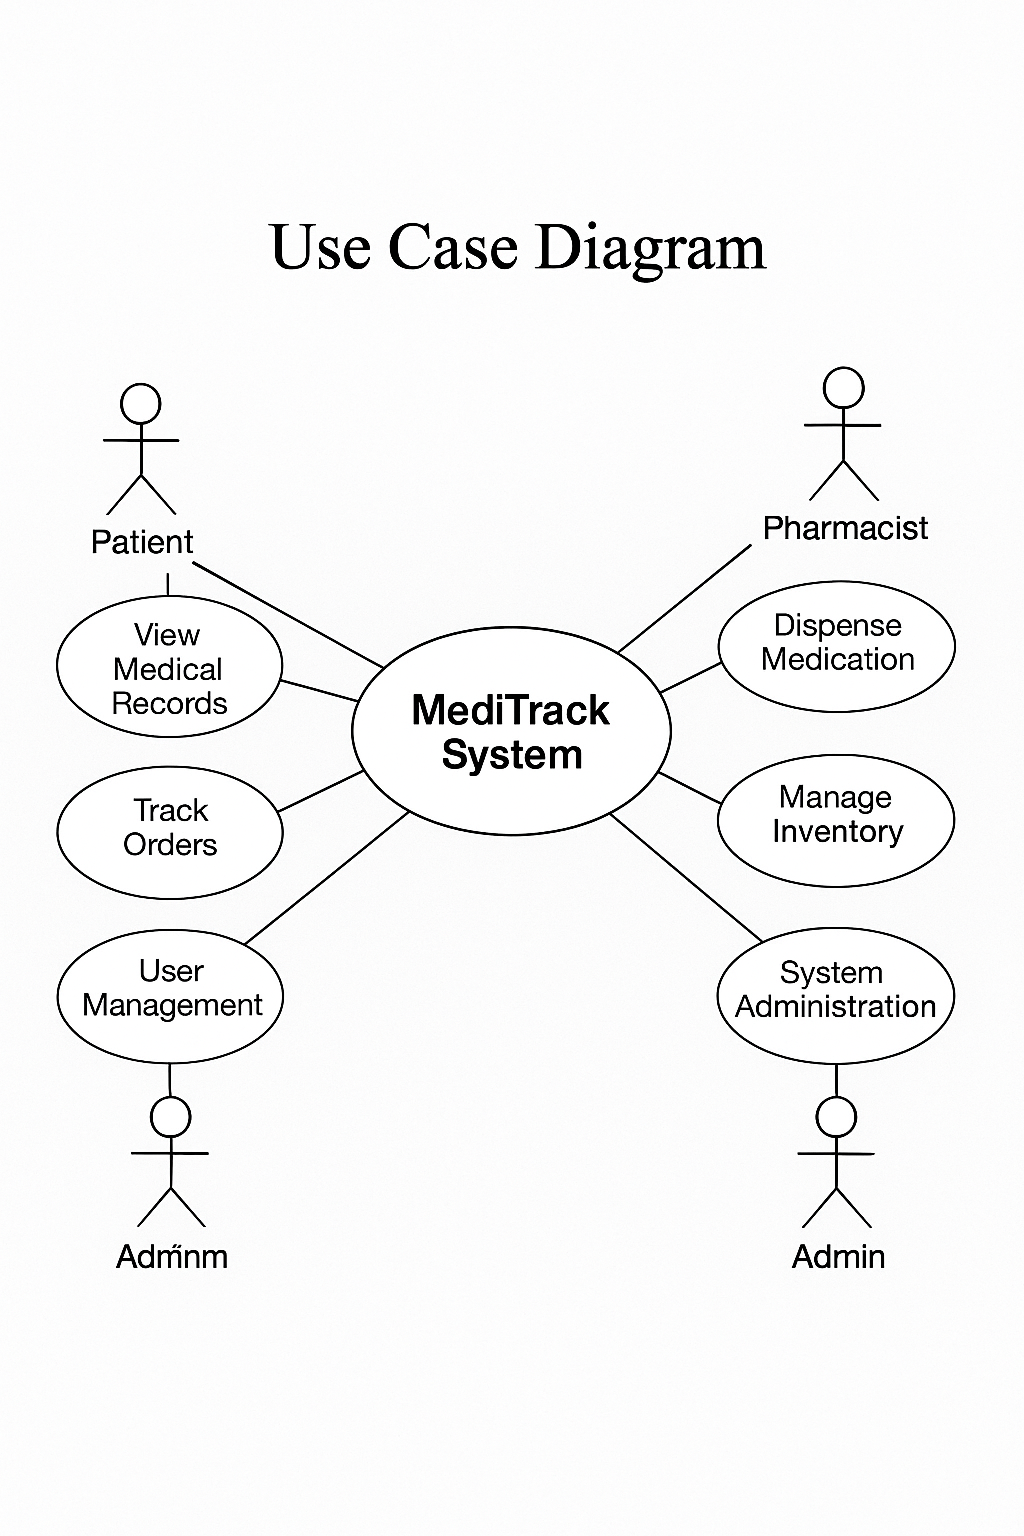 Use Case Diagram
Patient
Pharmacist
View
Medical
Records
Dispense
Medication
MediTrack
System
Track
Orders
Manage
Inventory
User
Management
System
Administration
Admin